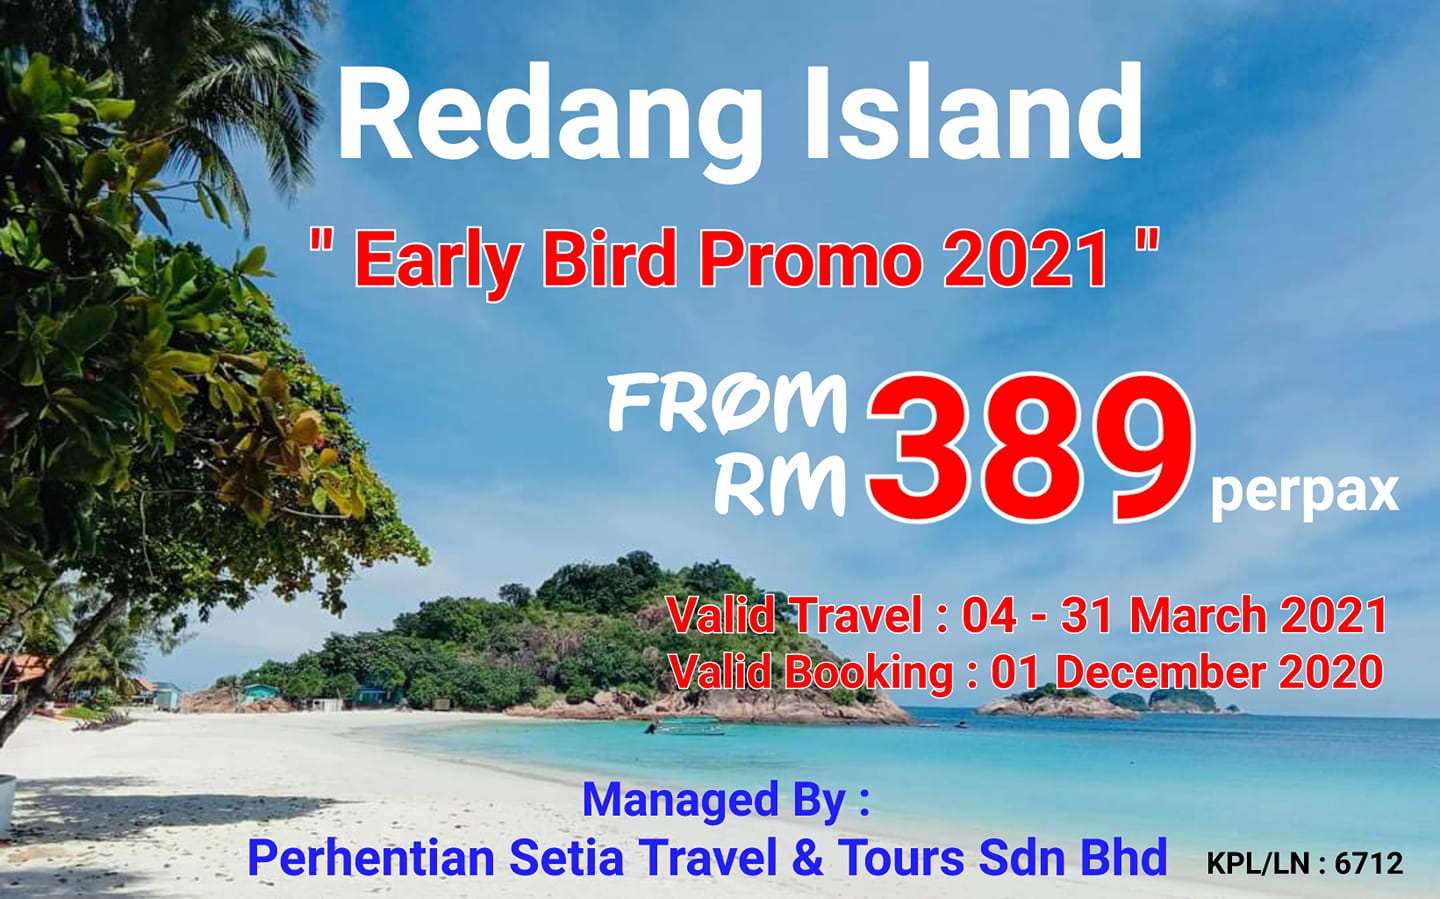 Redang Island
" Early Bird Promo 2021 "
FROM
RM 389 perpax
Valid Travel : 04 - 31 March 2021
Valid Booking : 01 December 2020
Managed By :
Perhentian Setia Travel & Tours Sdn Bhd
KPL/LN : 6712